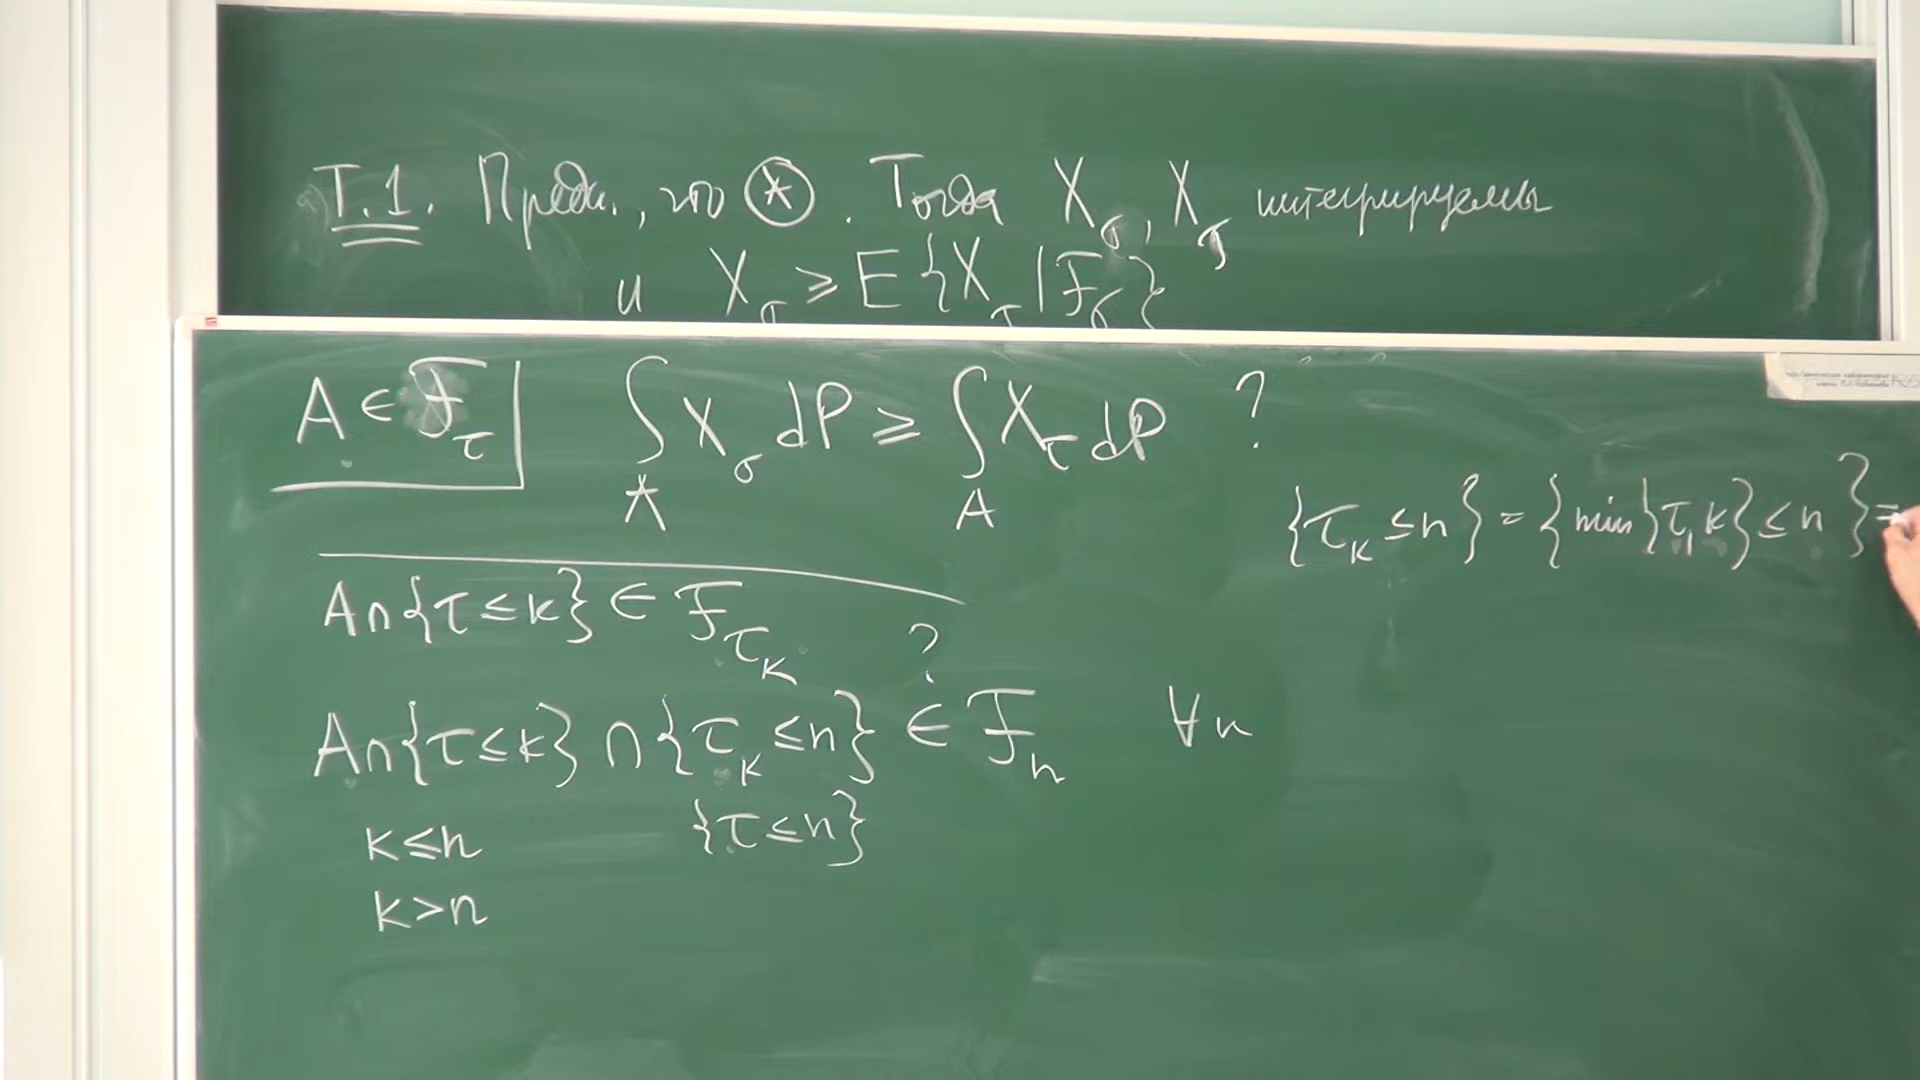 Т.1. Предп., что ⊛. Тогда X_σ, X_τ интегрируемы
и X_σ ≥ E{X_τ | F_σ}
A ∈ F_τ ∫_A X_σ dP ≥ ∫_A X_τ dP ?
{τ_k ≤ n} = {min{τ, k} ≤ n} =
A∩{τ ≤ k} ∈ F_{τ_k}
?
A∩{τ ≤ k} ∩ {τ_k ≤ n} ∈ F_n ∀n
k ≤ n {τ ≤ n}
k > n